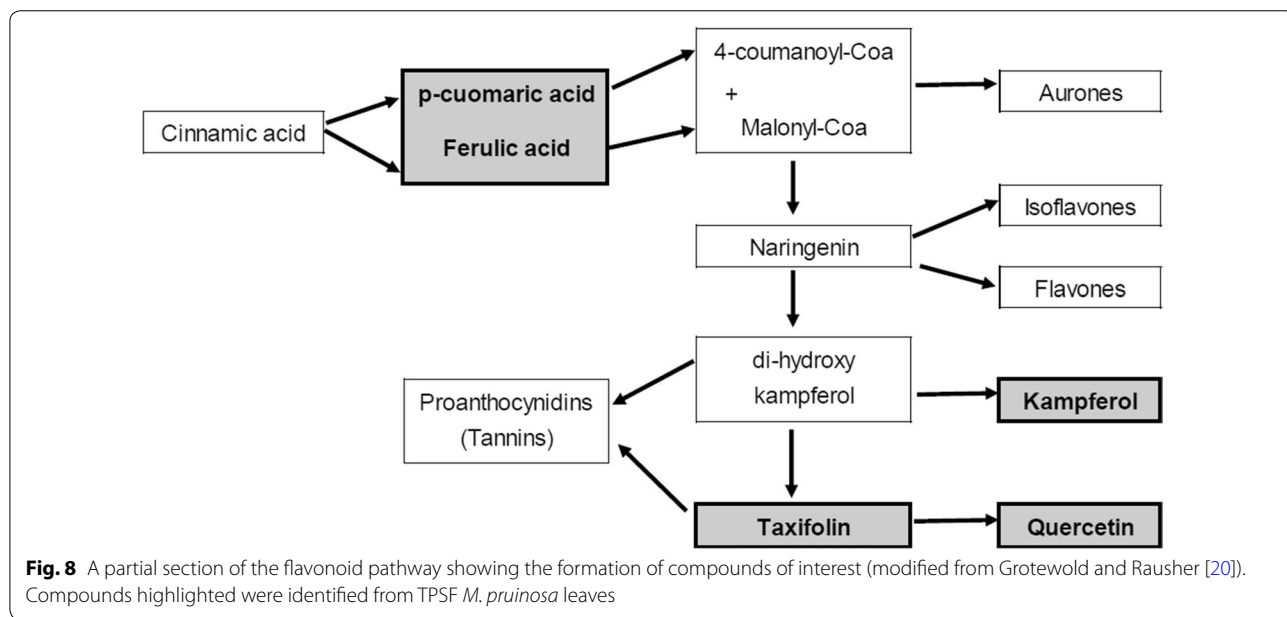 Cinnamic acid
p-cuomaric acid
Ferulic acid
4-coumanoyl-Coa
+
Malonyl-Coa
Aurones
Naringenin
Isoflavones
Flavones
di-hydroxy
kampferol
Proanthocynidins
(Tannins)
Kampferol
Taxifolin
Quercetin
Fig. 8 A partial section of the flavonoid pathway showing the formation of compounds of interest (modified from Grotewold and Rausher [20]).
Compounds highlighted were identified from TPSF M. pruinosa leaves